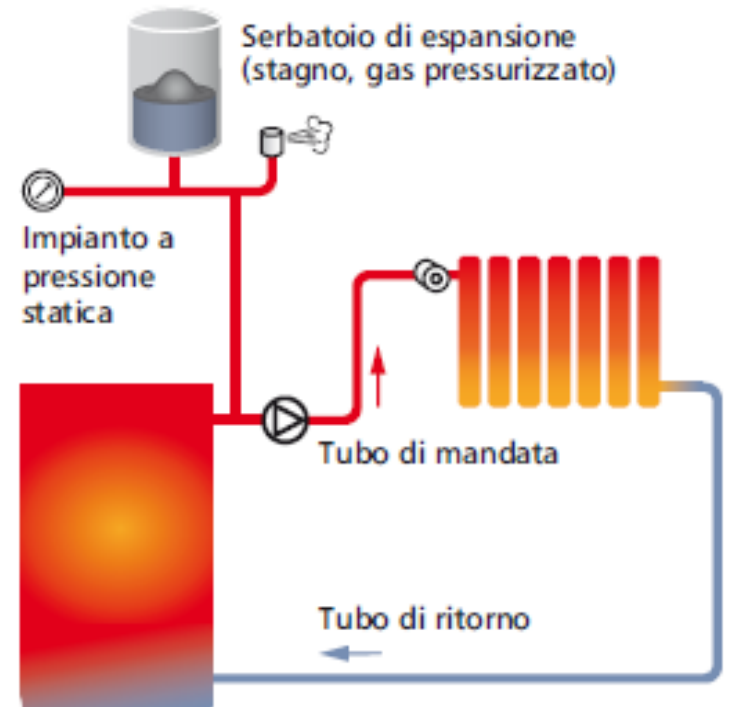 Serbatoio di espansione
(stagno, gas pressurizzato)
Impianto a
pressione
statica
Tubo di mandata
Tubo di ritorno